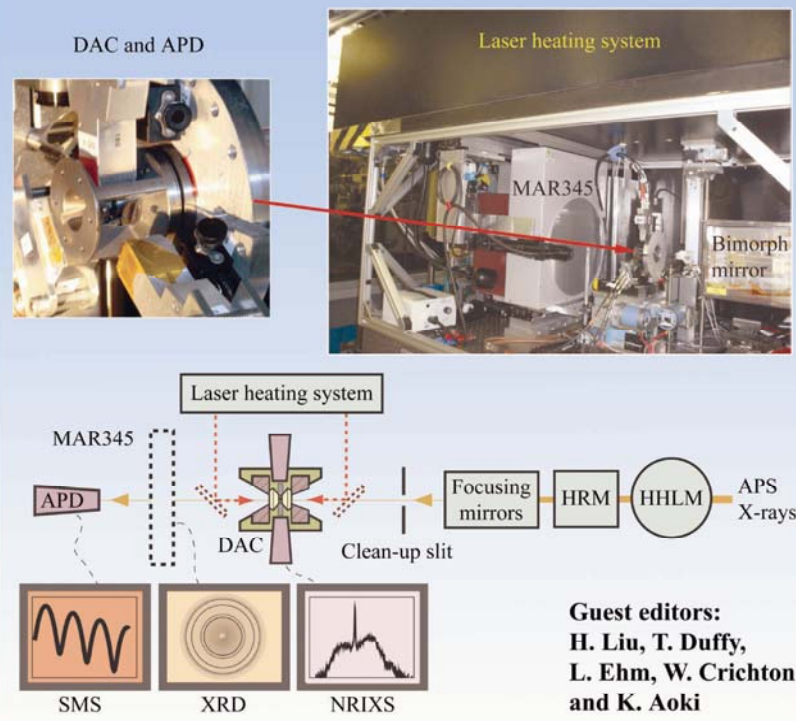 DAC and APD
Laser heating system
MAR345
Bimorph
mirror
Laser heating system
MAR345
APD
DAC
Clean-up slit
Focusing
mirrors
HRM
HHLM
APS
X-rays
SMS
XRD
NRIXS
Guest editors:
H. Liu, T. Duffy,
L. Ehm, W. Crichton
and K. Aoki